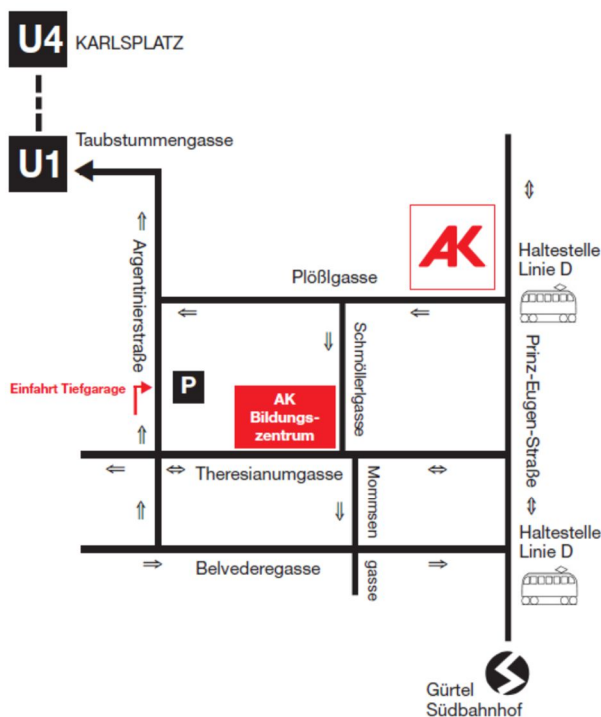 U4 KARLSPLATZ
Taubstummengasse
U1
AK
Haltestelle
Linie D
Plößlgasse
Argentinierstraße
Schmöllerlgasse
Prinz-Eugen-Straße
Einfahrt Tiefgarage
P
AK
Bildungs-
zentrum
Theresianumgasse
Mommsen
gasse
Haltestelle
Linie D
Belvederegasse
S
Gürtel
Südbahnhof